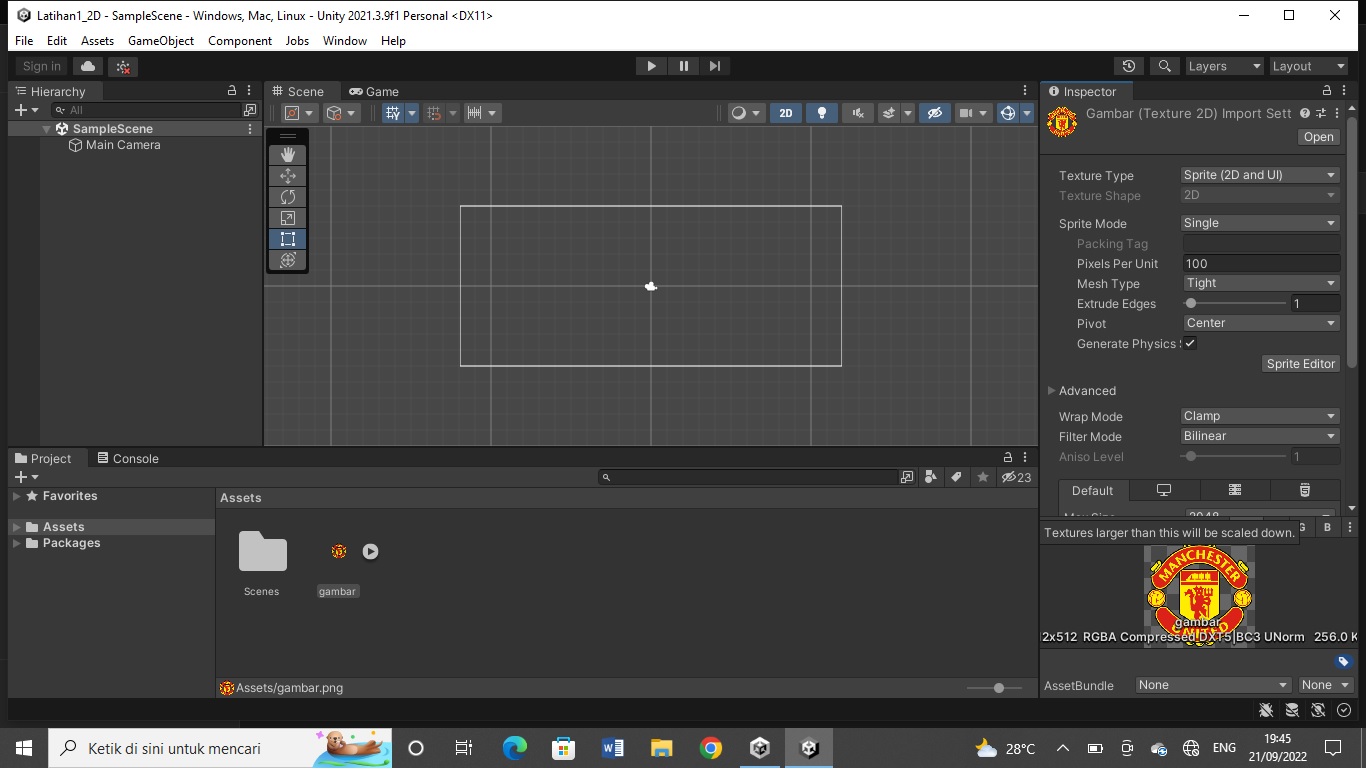 Latihan1_2D - SampleScene - Windows, Mac, Linux - Unity 2021.3.9f1 Personal <DX11>
File Edit Assets GameObject Component Jobs Window Help
Sign in
Layers
Layout
Hierarchy
All
SampleScene
Main Camera
Scene
Game
2D
Inspector
Gambar (Texture 2D) Import Sett
Open
Texture Type Sprite (2D and UI)
Texture Shape 2D
Sprite Mode Single
Packing Tag
Pixels Per Unit 100
Mesh Type Tight
Extrude Edges 1
Pivot Center
Generate Physics
Sprite Editor
Advanced
Wrap Mode Clamp
Filter Mode Bilinear
Aniso Level 1
Default
Textures larger than this will be scaled down.
B
MANCHESTER
UNITED
gambar
2x512 RGBA Compressed DXT5|BC3 UNorm 256.0 K
AssetBundle None None
Project
Console
23
Favorites
Assets
Packages
Assets
Scenes
gambar
Assets/gambar.png
Ketik di sini untuk mencari
28°C
ENG
19:45
21/09/2022